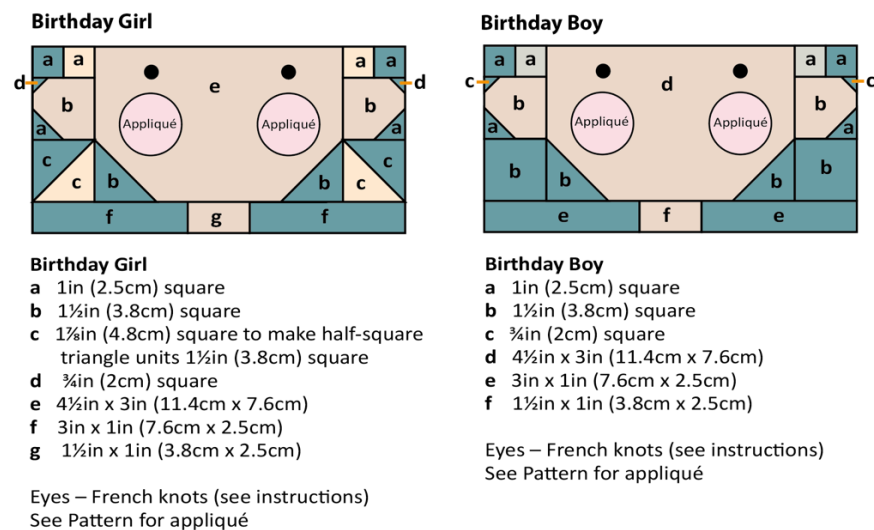 Birthday Girl
a a a a
d e d
b b
Appliqué Appliqué
a a
c c
c b b c
f g f
Birthday Girl
a 1in (2.5cm) square
b 1½in (3.8cm) square
c 1⅞in (4.8cm) square to make half-square
triangle units 1½in (3.8cm) square
d ¾in (2cm) square
e 4½in x 3in (11.4cm x 7.6cm)
f 3in x 1in (7.6cm x 2.5cm)
g 1½in x 1in (3.8cm x 2.5cm)
Eyes – French knots (see instructions)
See Pattern for appliqué
Birthday Boy
a a a a
c d c
b b
Appliqué Appliqué
a a
b b b b
e f e
Birthday Boy
a 1in (2.5cm) square
b 1½in (3.8cm) square
c ¾in (2cm) square
d 4½in x 3in (11.4cm x 7.6cm)
e 3in x 1in (7.6cm x 2.5cm)
f 1½in x 1in (3.8cm x 2.5cm)
Eyes – French knots (see instructions)
See Pattern for appliqué